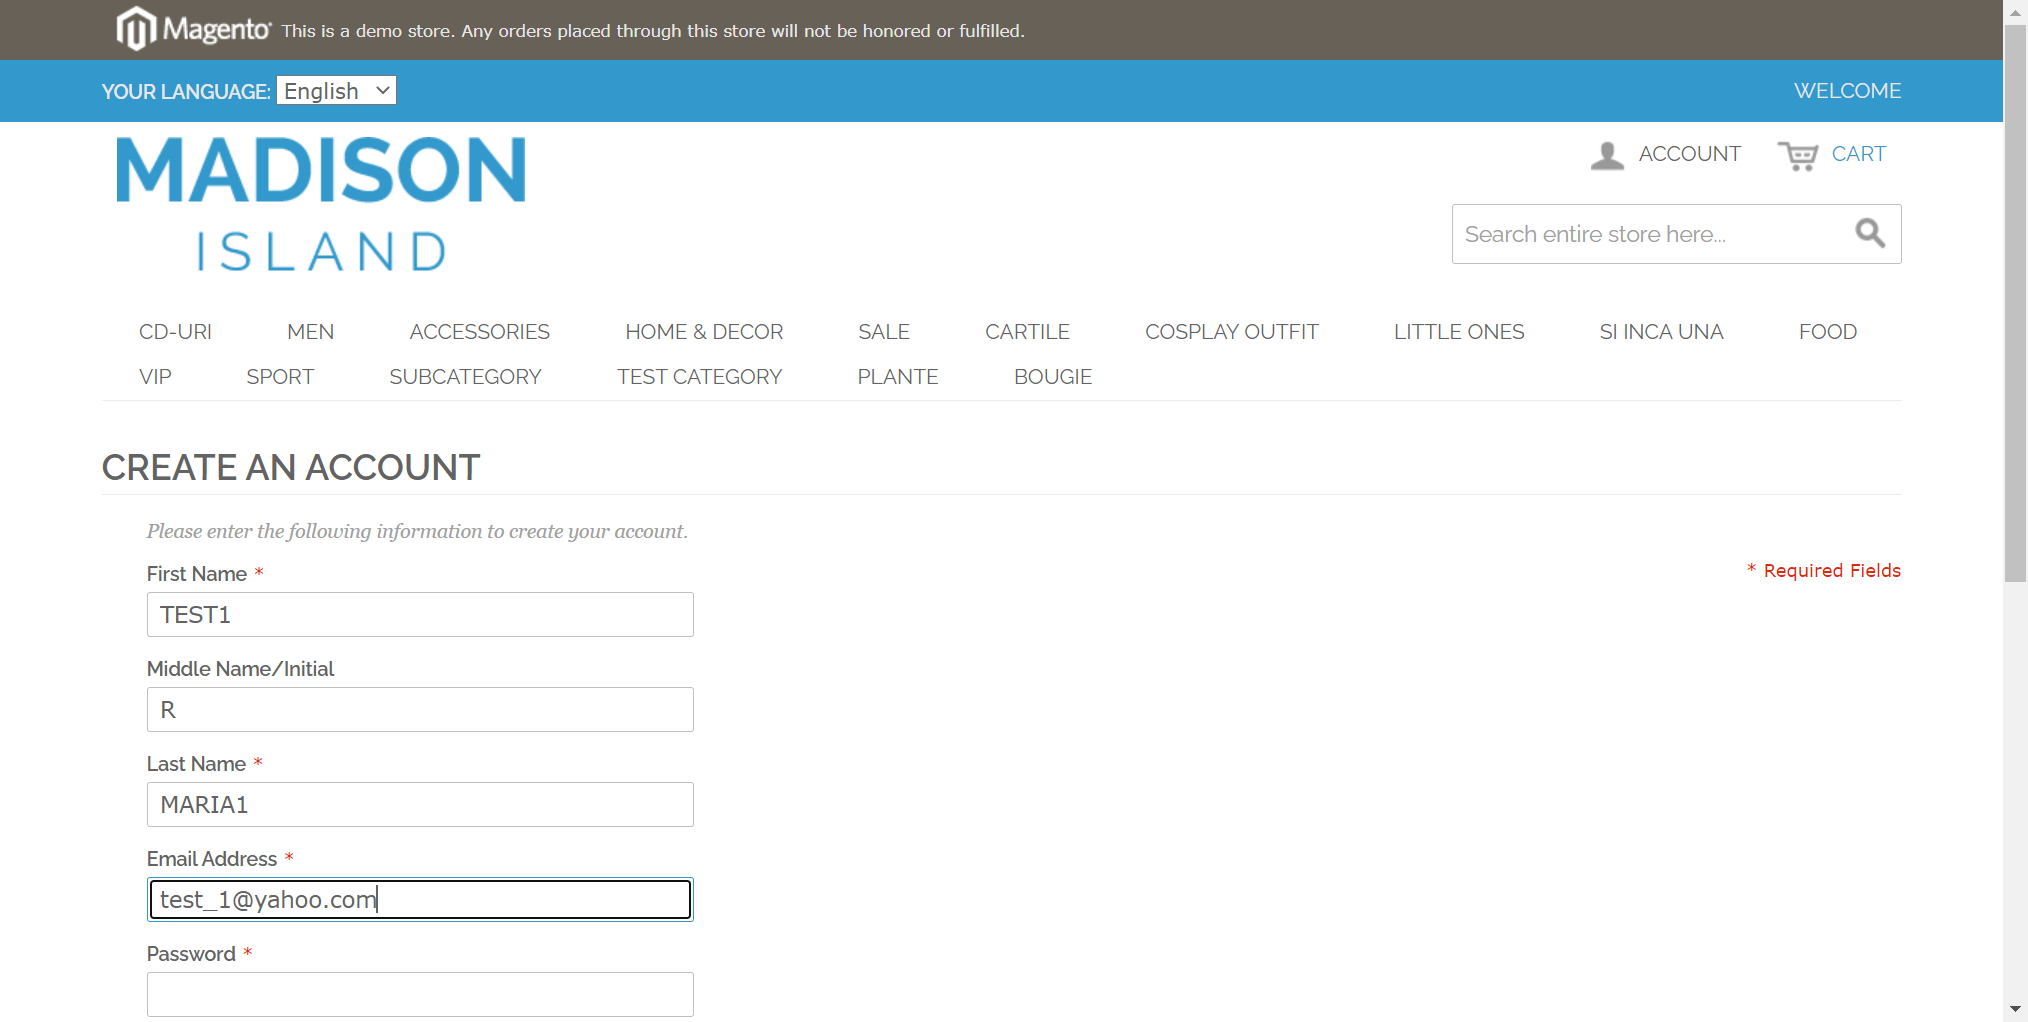 Magento® This is a demo store. Any orders placed through this store will not be honored or fulfilled.
YOUR LANGUAGE: English WELCOME
MADISON
ISLAND
ACCOUNT CART
Search entire store here...
CD-URI MEN ACCESSORIES HOME & DECOR SALE CARTILE COSPLAY OUTFIT LITTLE ONES SI INCA UNA FOOD
VIP SPORT SUBCATEGORY TEST CATEGORY PLANTE BOUGIE
CREATE AN ACCOUNT
Please enter the following information to create your account.
First Name *
* Required Fields
TEST1
Middle Name/Initial
R
Last Name *
MARIA1
Email Address *
test_1@yahoo.com
Password *